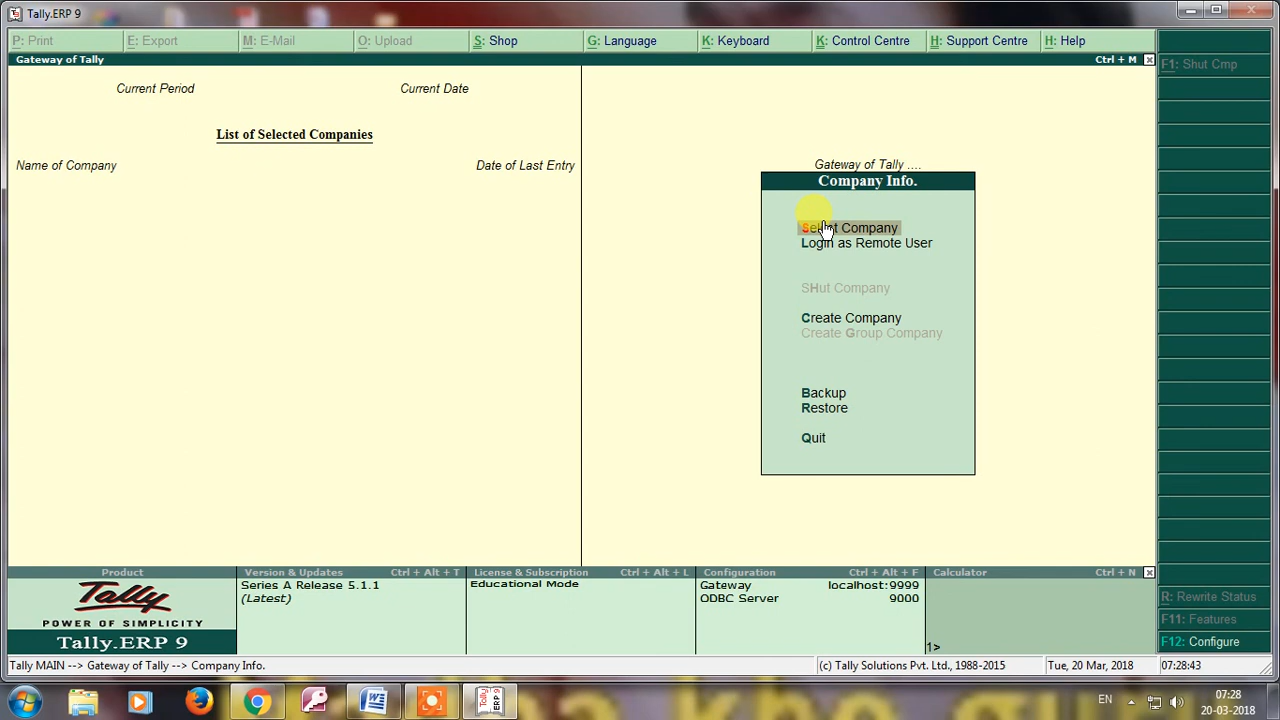 Tally.ERP 9
P: Print
E: Export
M: E-Mail
O: Upload
S: Shop
G: Language
K: Keyboard
K: Control Centre
H: Support Centre
H: Help
Gateway of Tally
Ctrl + M
F1: Shut Cmp
Current Period
Current Date
List of Selected Companies
Name of Company
Date of Last Entry
Gateway of Tally ....
Company Info.
Select Company
Login as Remote User
SHut Company
Create Company
Create Group Company
Backup
Restore
Quit
Product
Tally
POWER OF SIMPLICITY
Tally.ERP 9
Version & Updates Ctrl + Alt + T
Series A Release 5.1.1
(Latest)
License & Subscription Ctrl + Alt + L
Educational Mode
Configuration Ctrl + Alt + F
Gateway localhost:9999
ODBC Server 9000
Calculator Ctrl + N
1>
R: Rewrite Status
F11: Features
F12: Configure
Tally MAIN --> Gateway of Tally --> Company Info.
(c) Tally Solutions Pvt. Ltd., 1988-2015
Tue, 20 Mar, 2018
07:28:43
EN
07:28
20-03-2018